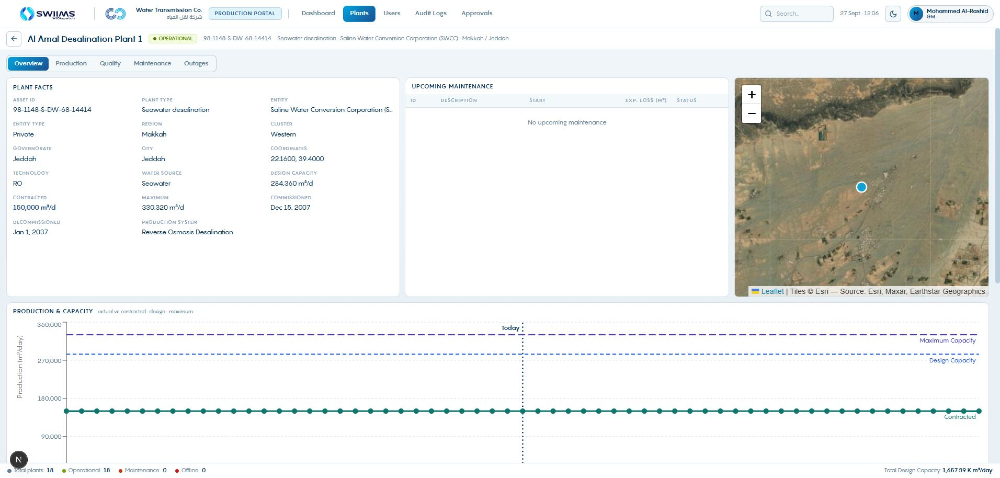 SWIIMS
WiDispatch
Water Transmission Co.
شركة نقل المياه
PRODUCTION PORTAL
Dashboard
Plants
Users
Audit Logs
Approvals
Search...
27 Sept · 12:06
M
Mohammed Al-Rashid
GM
Al Amal Desalination Plant 1
OPERATIONAL
98-1148-S-DW-68-14414
Seawater desalination · Saline Water Conversion Corporation (SWCC) · Makkah / Jeddah
Overview
Production
Quality
Maintenance
Outages
PLANT FACTS
ASSET ID
98-1148-S-DW-68-14414
PLANT TYPE
Seawater desalination
ENTITY
Saline Water Conversion Corporation (S...
ENTITY TYPE
Private
REGION
Makkah
CLUSTER
Western
GOVERNORATE
Jeddah
CITY
Jeddah
COORDINATES
22.1600, 39.4000
TECHNOLOGY
RO
WATER SOURCE
Seawater
DESIGN CAPACITY
284,360 m³/d
CONTRACTED
150,000 m³/d
MAXIMUM
330,320 m³/d
COMMISSIONED
Dec 15, 2007
DECOMMISSIONED
Jan 1, 2037
PRODUCTION SYSTEM
Reverse Osmosis Desalination
UPCOMING MAINTENANCE
ID
DESCRIPTION
START
EXP. LOSS (M³)
STATUS
No upcoming maintenance
+
−
Leaflet | Tiles © Esri — Source: Esri, Maxar, Earthstar Geographics
PRODUCTION & CAPACITY
actual vs contracted · design · maximum
Production (m³/day)
360,000
270,000
180,000
90,000
Today
Maximum Capacity
Design Capacity
Contracted
N
Total plants: 18
Operational: 18
Maintenance: 0
Offline: 0
Total Design Capacity: 1,657.39 K m³/day